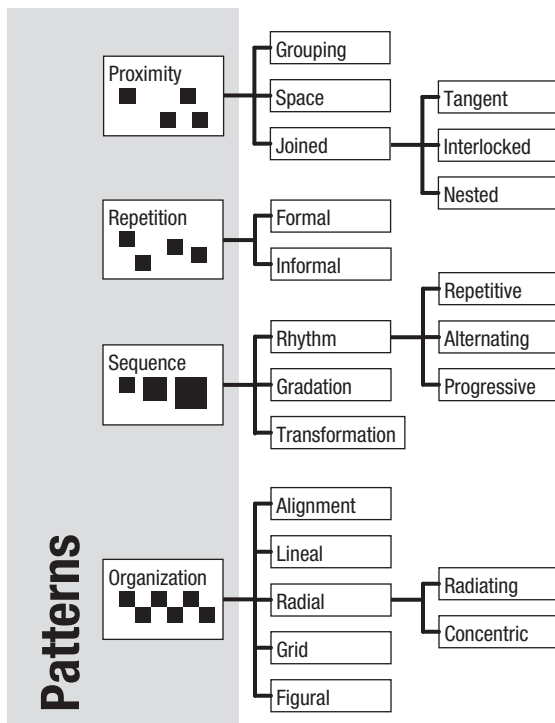 Patterns
Proximity
Grouping
Space
Joined
Tangent
Interlocked
Nested
Repetition
Formal
Informal
Sequence
Rhythm
Gradation
Transformation
Repetitive
Alternating
Progressive
Organization
Alignment
Lineal
Radial
Grid
Figural
Radiating
Concentric